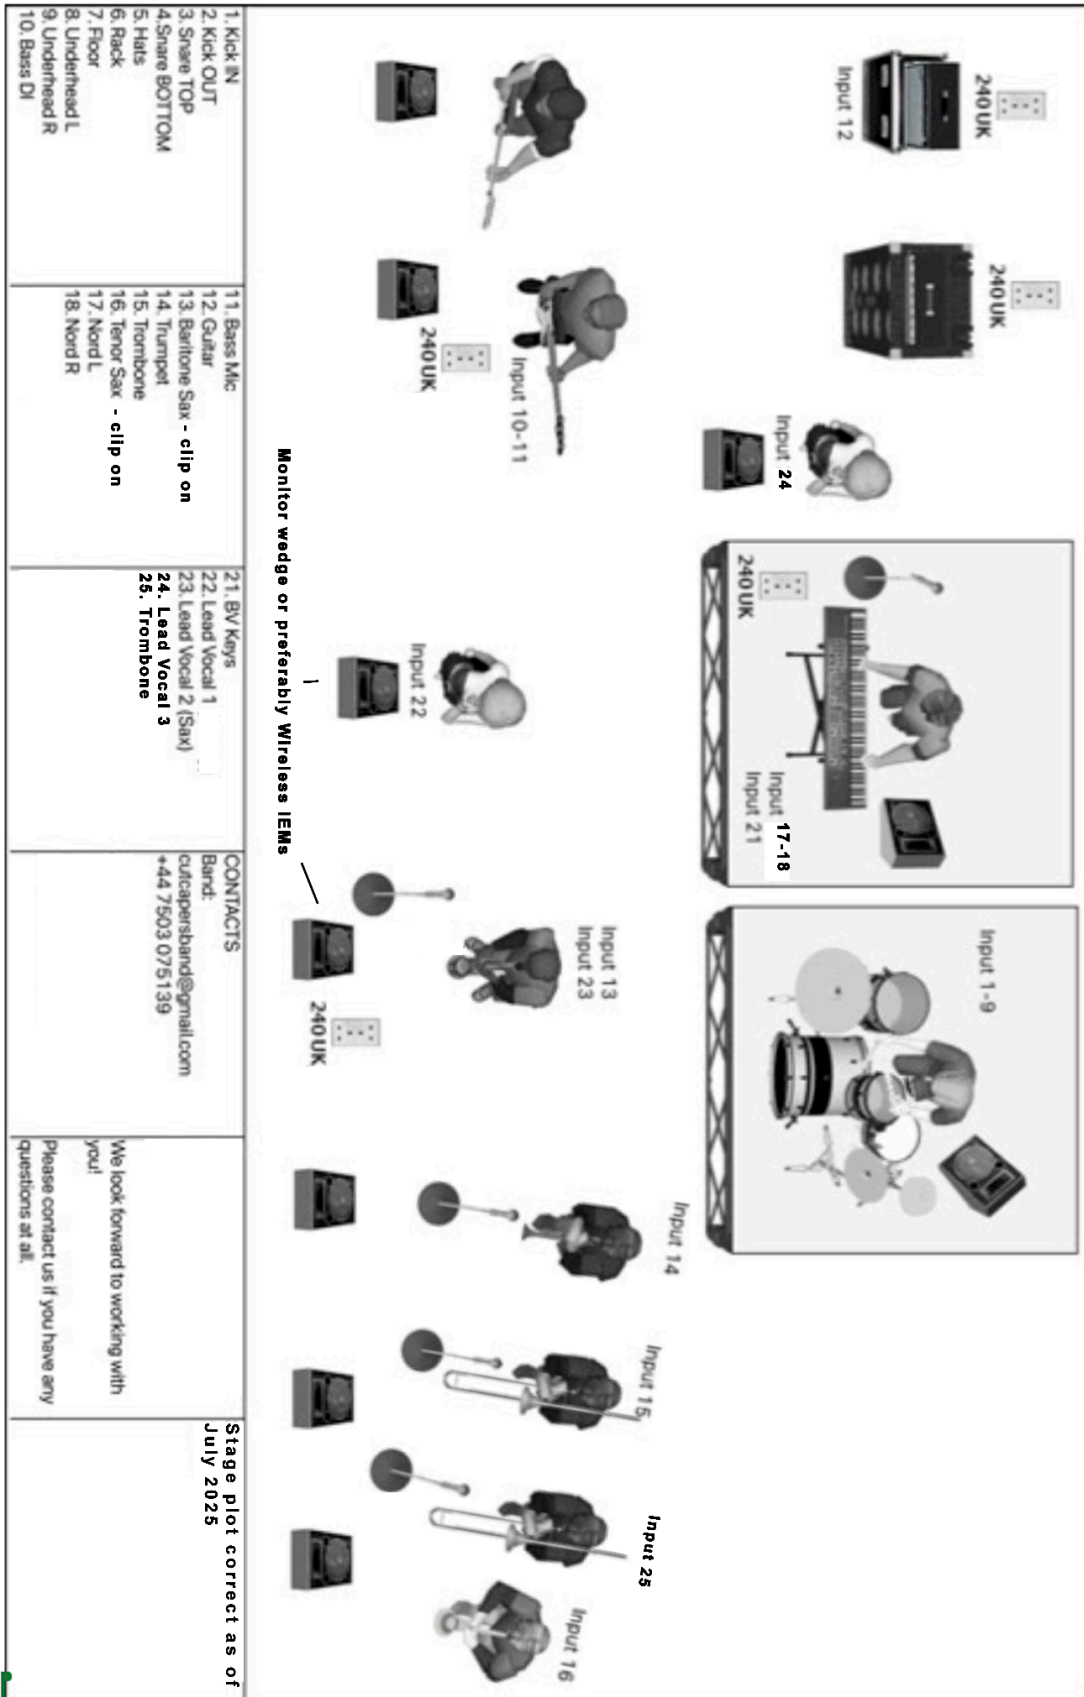 240UK
Input 12
240UK
Input 1-9
Input 24
240UK
Input 17-18
Input 21
Input 10-11
240UK
Input 22
Input 13
Input 23
240UK
Input 14
Input 15
Input 25
Input 16
Monitor wedge or preferably Wireless IEMs
1. Kick IN
2. Kick OUT
3. Snare TOP
4. Snare BOTTOM
5. Hats
6. Rack
7. Floor
8. Underhead L
9. Underhead R
10. Bass DI
11. Bass Mic
12. Guitar
13. Baritone Sax - clip on
14. Trumpet
15. Trombone
16. Tenor Sax - clip on
17. Nord L
18. Nord R
21. BV Keys
22. Lead Vocal 1
23. Lead Vocal 2 (Sax)
24. Lead Vocal 3
25. Trombone
CONTACTS
Band:
cutcapersband@gmail.com
+44 7503 075139
We look forward to working with
you!
Please contact us if you have any
questions at all.
Stage plot correct as of
July 2025